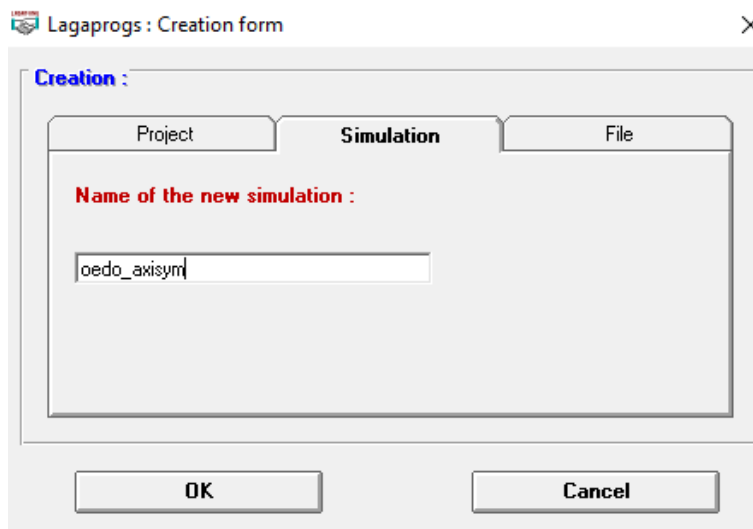 Lagaprogs : Creation form
Creation :
Project
Simulation
File
Name of the new simulation :
oedo_axisym
OK
Cancel